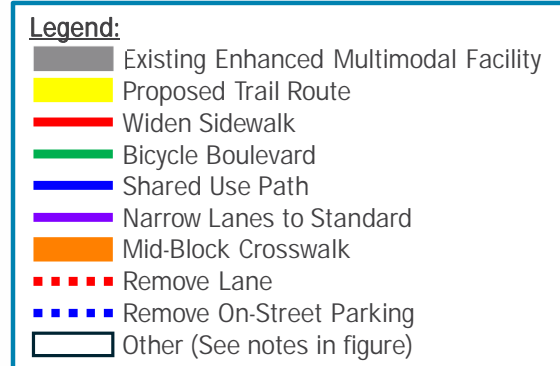 Legend:
Existing Enhanced Multimodal Facility
Proposed Trail Route
Widen Sidewalk
Bicycle Boulevard
Shared Use Path
Narrow Lanes to Standard
Mid-Block Crosswalk
Remove Lane
Remove On-Street Parking
Other (See notes in figure)